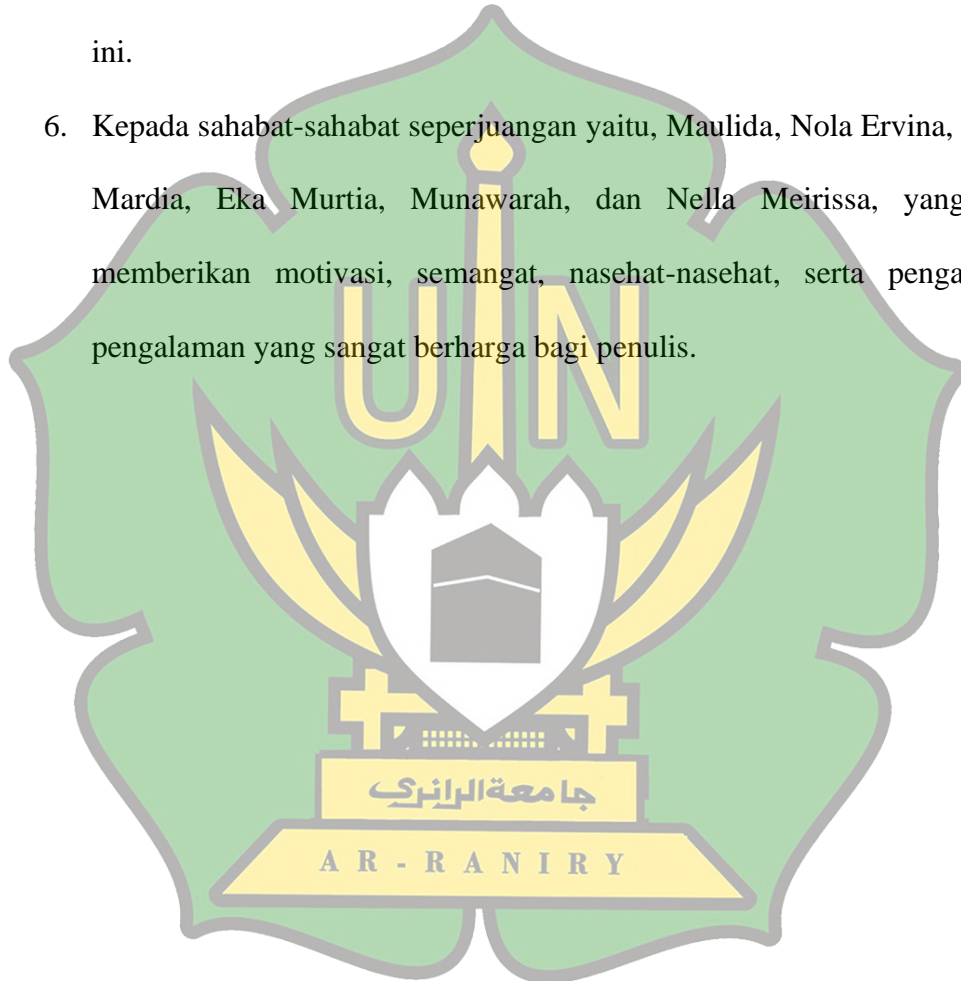 ini.
6. Kepada sahabat-sahabat seperjuangan yaitu, Maulida, Nola Ervina,
Mardia, Eka Murtia, Munawarah, dan Nella Meirissa, yang
memberikan motivasi, semangat, nasehat-nasehat, serta penga
pengalaman yang sangat berharga bagi penulis.
UIN
جامعةالرانري
AR-RANIRY